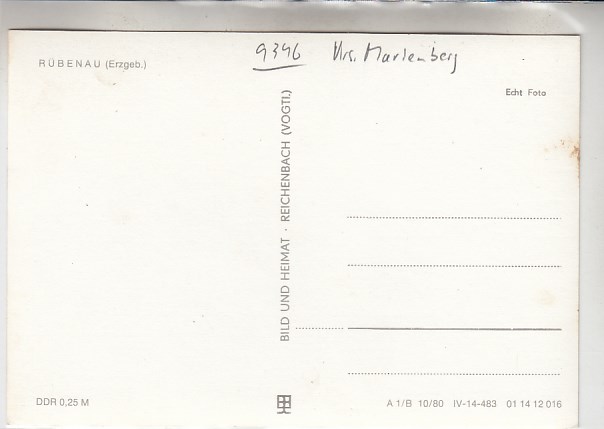 9346 Krs. Marienberg
RÜBENAU (Erzgeb.)
Echt Foto
BILD UND HEIMAT · REICHENBACH (VOGTL.)
DDR 0,25 M
A 1/B 10/80 IV-14-483 01 14 12 016